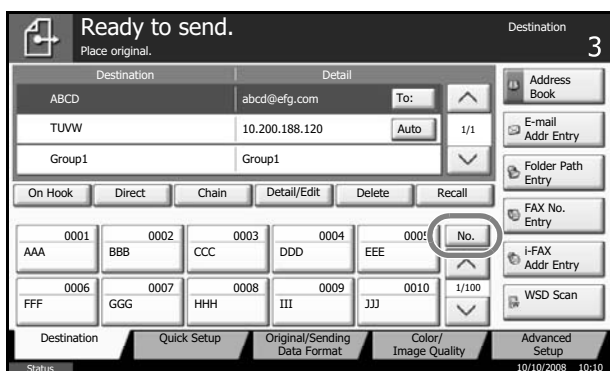 Ready to send.
Place original.
Destination
3
Destination Detail
ABCD abcd@efg.com To:
TUVW 10.200.188.120 Auto 1/1
Group1 Group1
Address
Book
E-mail
Addr Entry
Folder Path
Entry
FAX No.
Entry
i-FAX
Addr Entry
WSD Scan
On Hook Direct Chain Detail/Edit Delete Recall
0001 0002 0003 0004 0005 No.
AAA BBB CCC DDD EEE
0006 0007 0008 0009 0010 1/100
FFF GGG HHH III JJJ
Destination Quick Setup Original/Sending
Data Format Color/
Image Quality Advanced
Setup
Status 10/10/2008 10:10